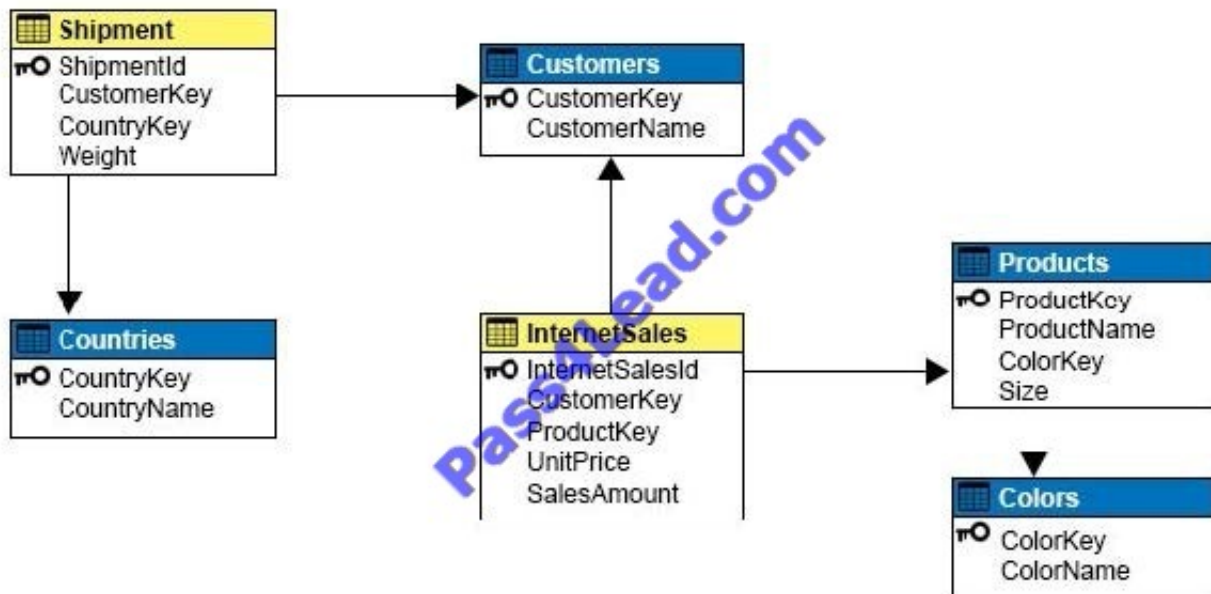 Shipment
ShipmentId
CustomerKey
CountryKey
Weight
Customers
CustomerKey
CustomerName
Countries
CountryKey
CountryName
InternetSales
InternetSalesId
CustomerKey
ProductKey
UnitPrice
SalesAmount
Products
ProductKey
ProductName
ColorKey
Size
Colors
ColorKey
ColorName
Pass4Lead.com